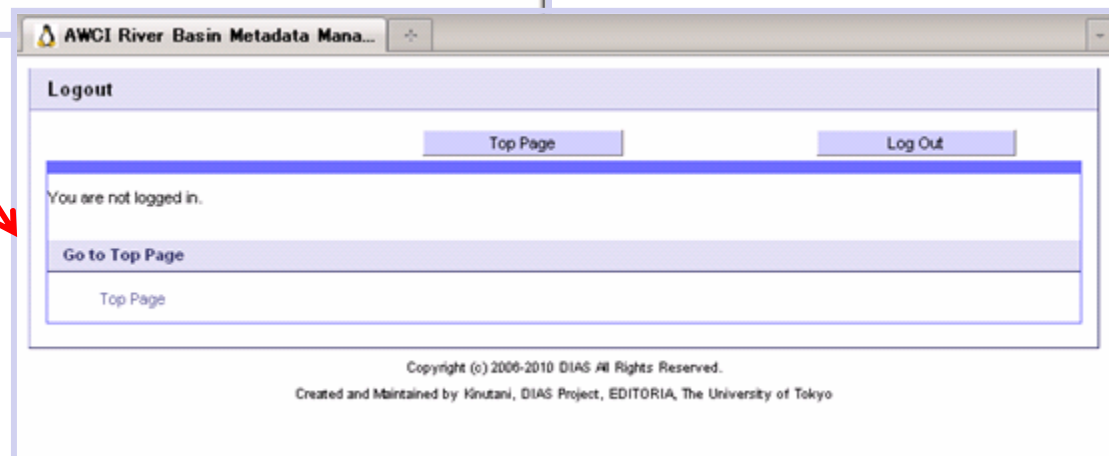 AWCI River Basin Metadata Mana...
Logout
Top Page Log Out
You are not logged in.
Go to Top Page
Top Page
Copyright (c) 2006-2010 DIAS All Rights Reserved.
Created and Maintained by Kinutani, DIAS Project, EDITORIA, The University of Tokyo